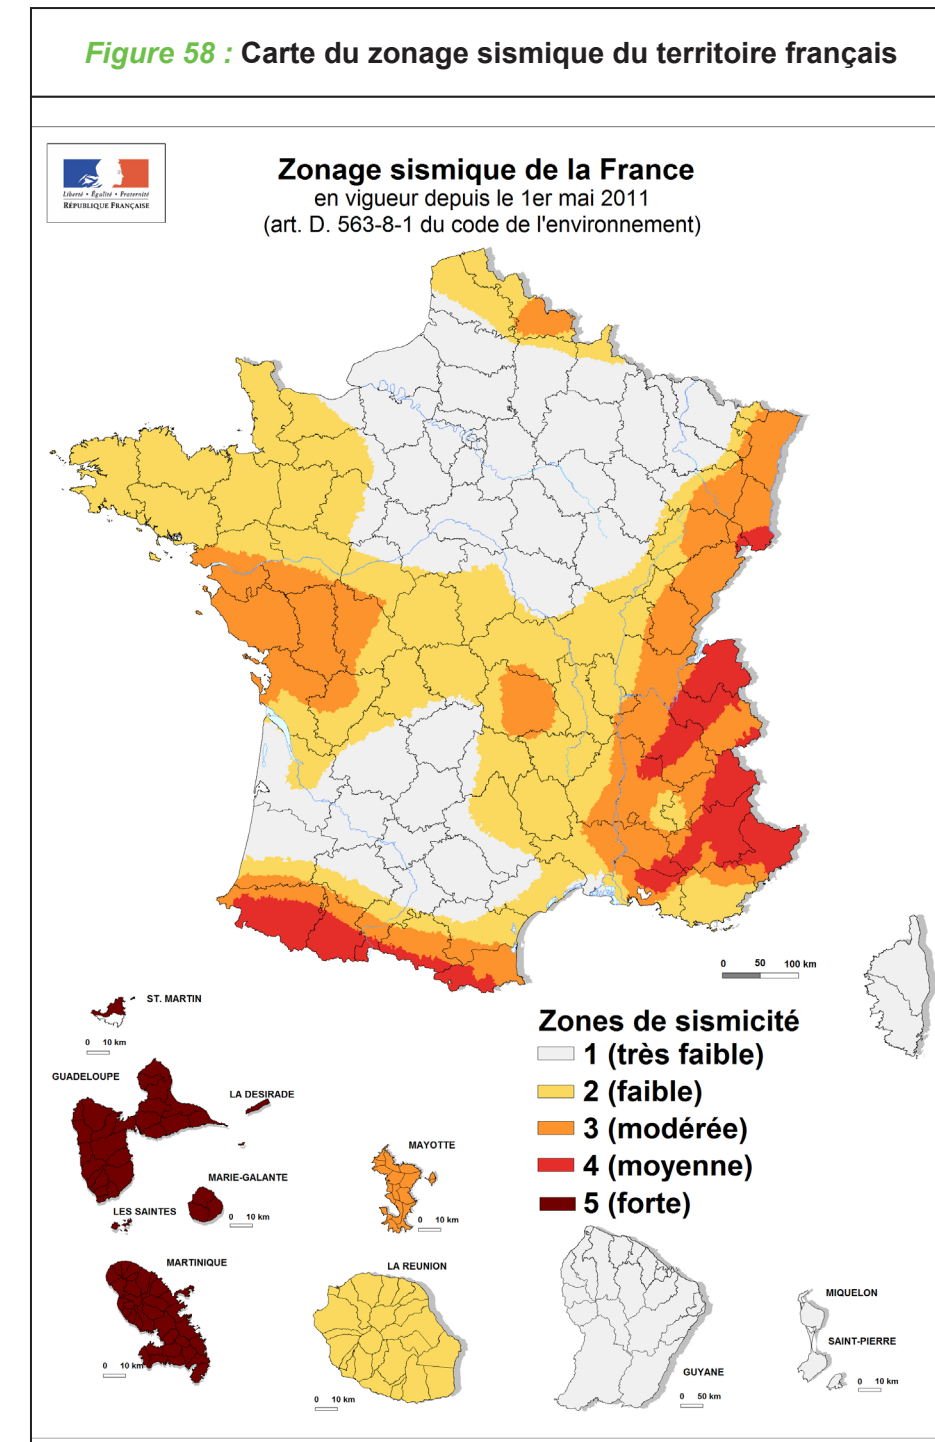 Figure 58 : Carte du zonage sismique du territoire français
Liberté • Égalité • Fraternité
RÉPUBLIQUE FRANÇAISE
Zonage sismique de la France
en vigueur depuis le 1er mai 2011
(art. D. 563-8-1 du code de l'environnement)
0 50 100 km
ST. MARTIN
0 10 km
GUADELOUPE
LA DESIRADE
MARIE-GALANTE
0 10 km
LES SAINTES
MARTINIQUE
0 10 km
MAYOTTE
0 10 km
LA REUNION
0 10 km
Zones de sismicité
1 (très faible)
2 (faible)
3 (modérée)
4 (moyenne)
5 (forte)
GUYANE
0 50 km
MIQUELON
SAINT-PIERRE
0 10 km